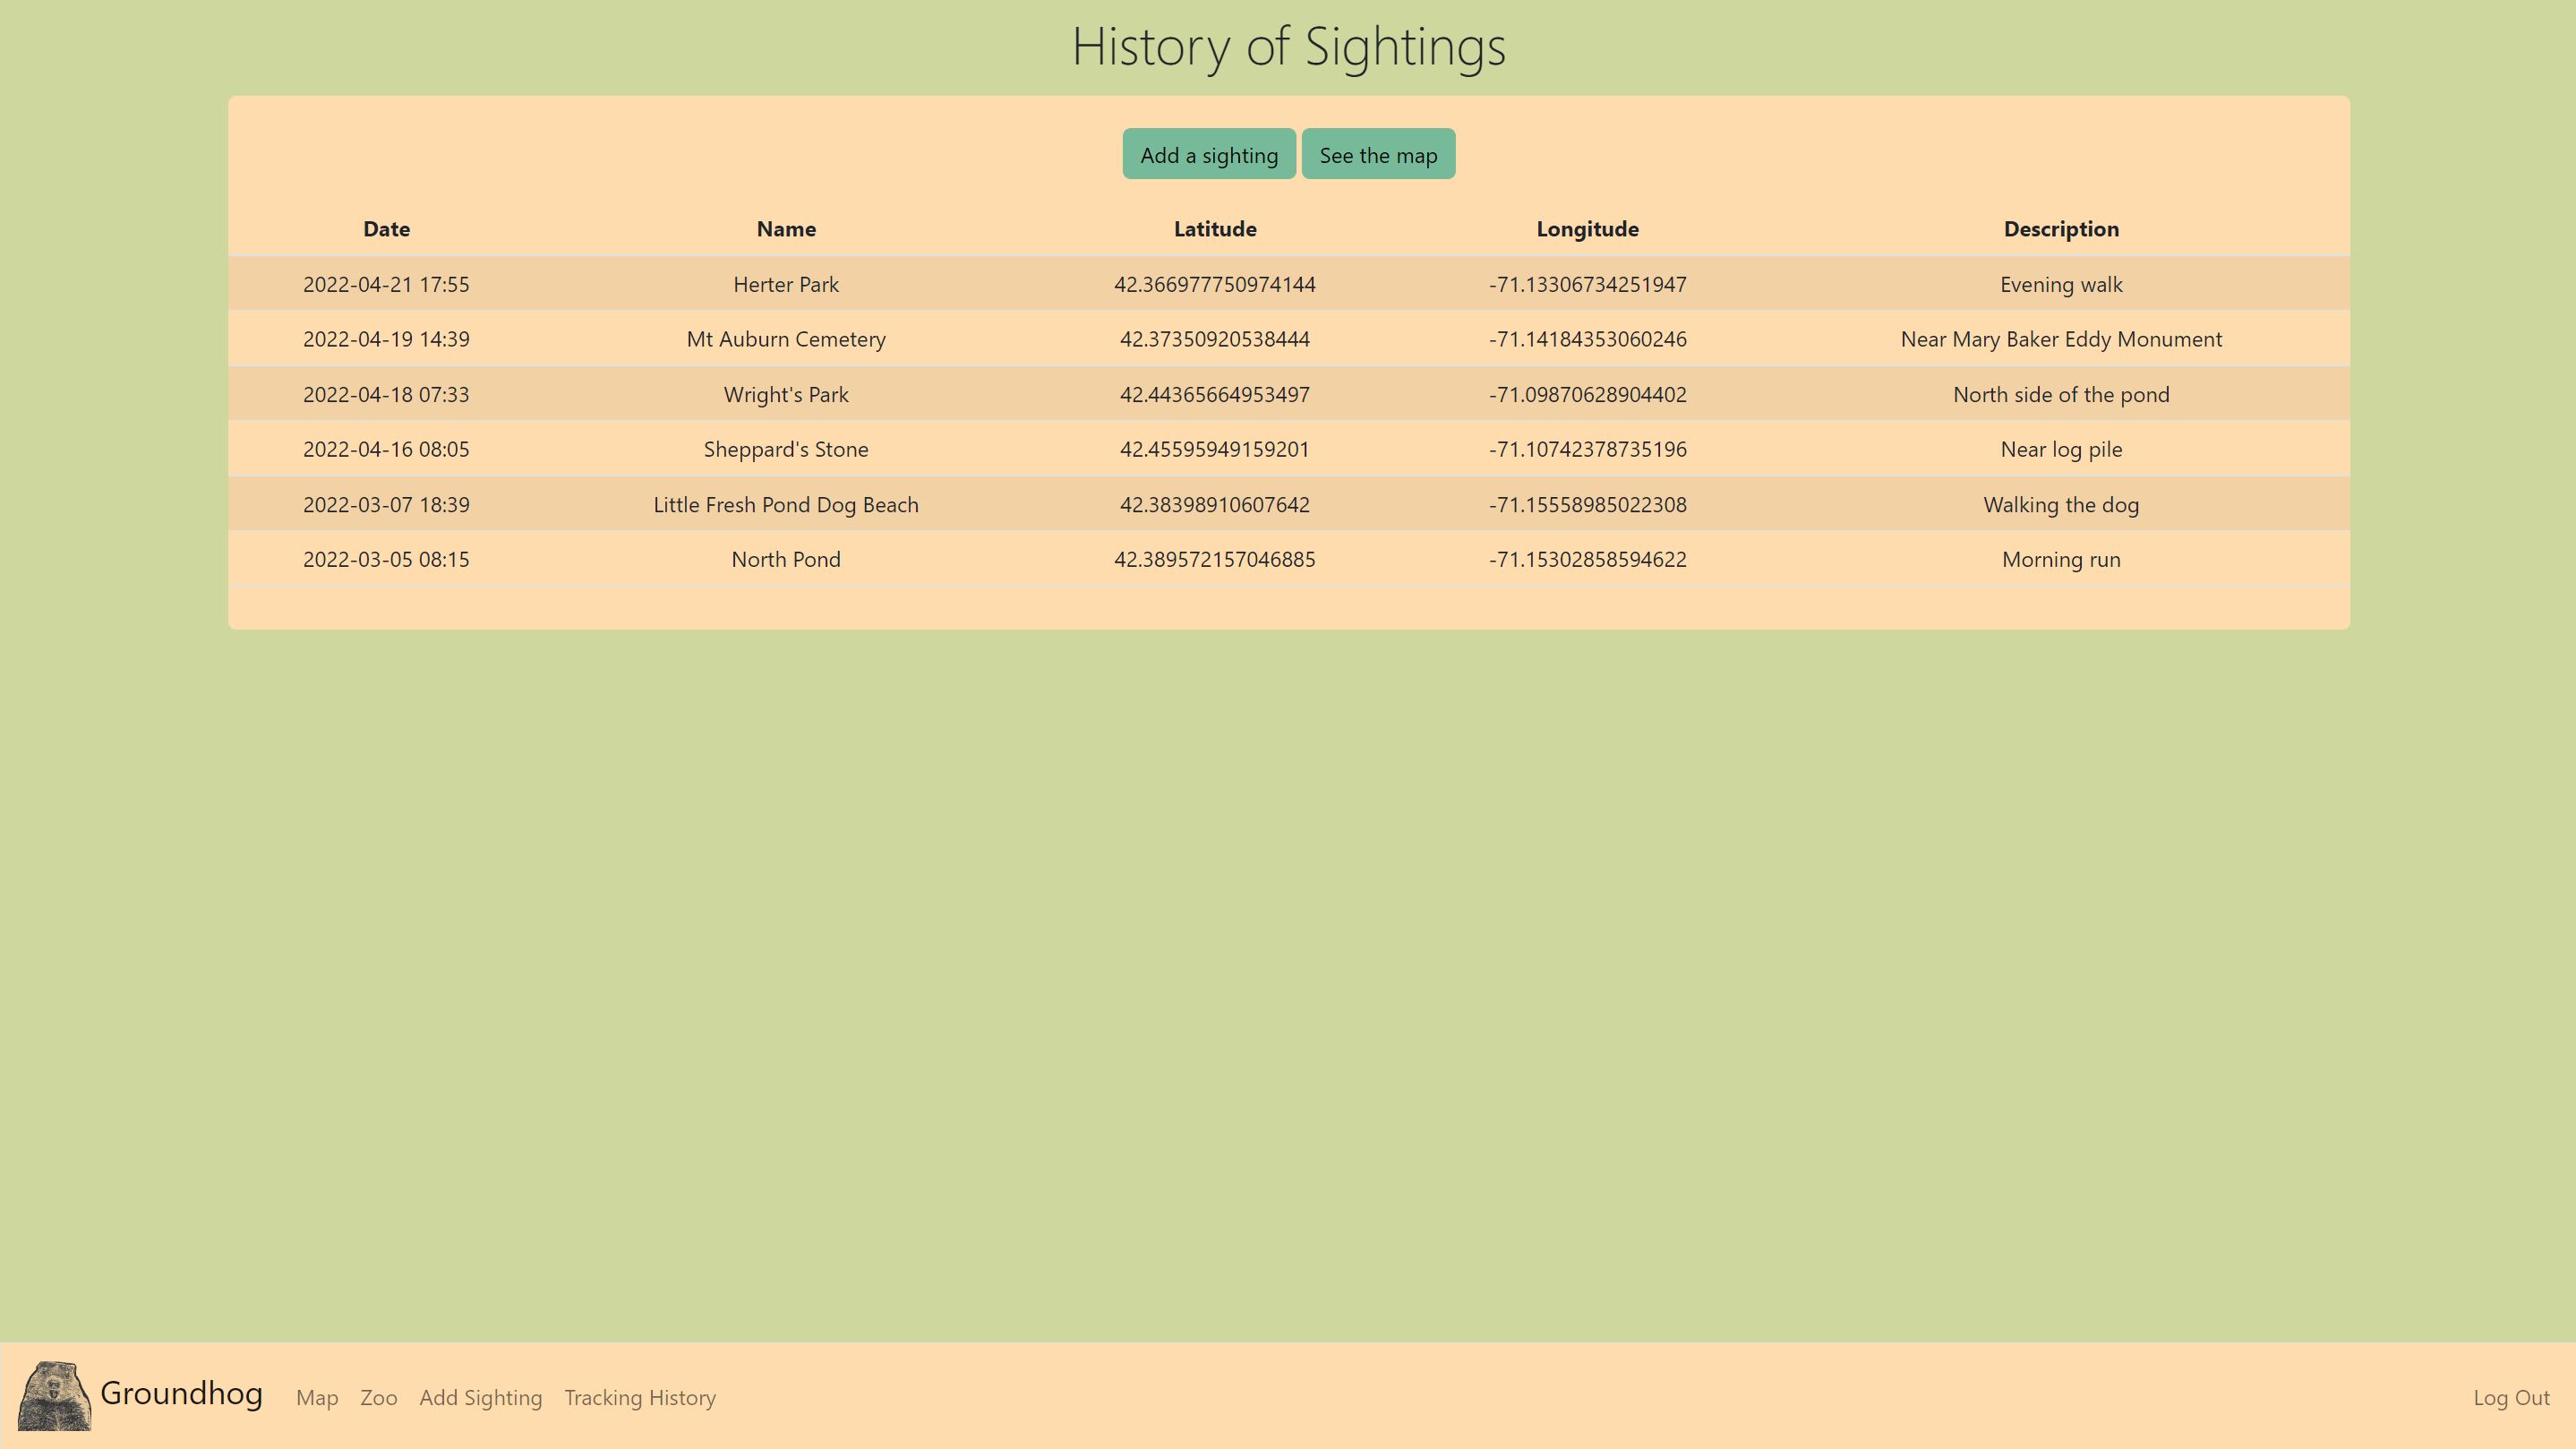 History of Sightings
Add a sighting See the map
Date Name Latitude Longitude Description
2022-04-21 17:55 Herter Park 42.366977750974144 -71.13306734251947 Evening walk
2022-04-19 14:39 Mt Auburn Cemetery 42.37350920538444 -71.14184353060246 Near Mary Baker Eddy Monument
2022-04-18 07:33 Wright's Park 42.44365664953497 -71.09870628904402 North side of the pond
2022-04-16 08:05 Sheppard's Stone 42.45595949159201 -71.10742378735196 Near log pile
2022-03-07 18:39 Little Fresh Pond Dog Beach 42.38398910607642 -71.15558985022308 Walking the dog
2022-03-05 08:15 North Pond 42.389572157046885 -71.15302858594622 Morning run
Groundhog Map Zoo Add Sighting Tracking History Log Out